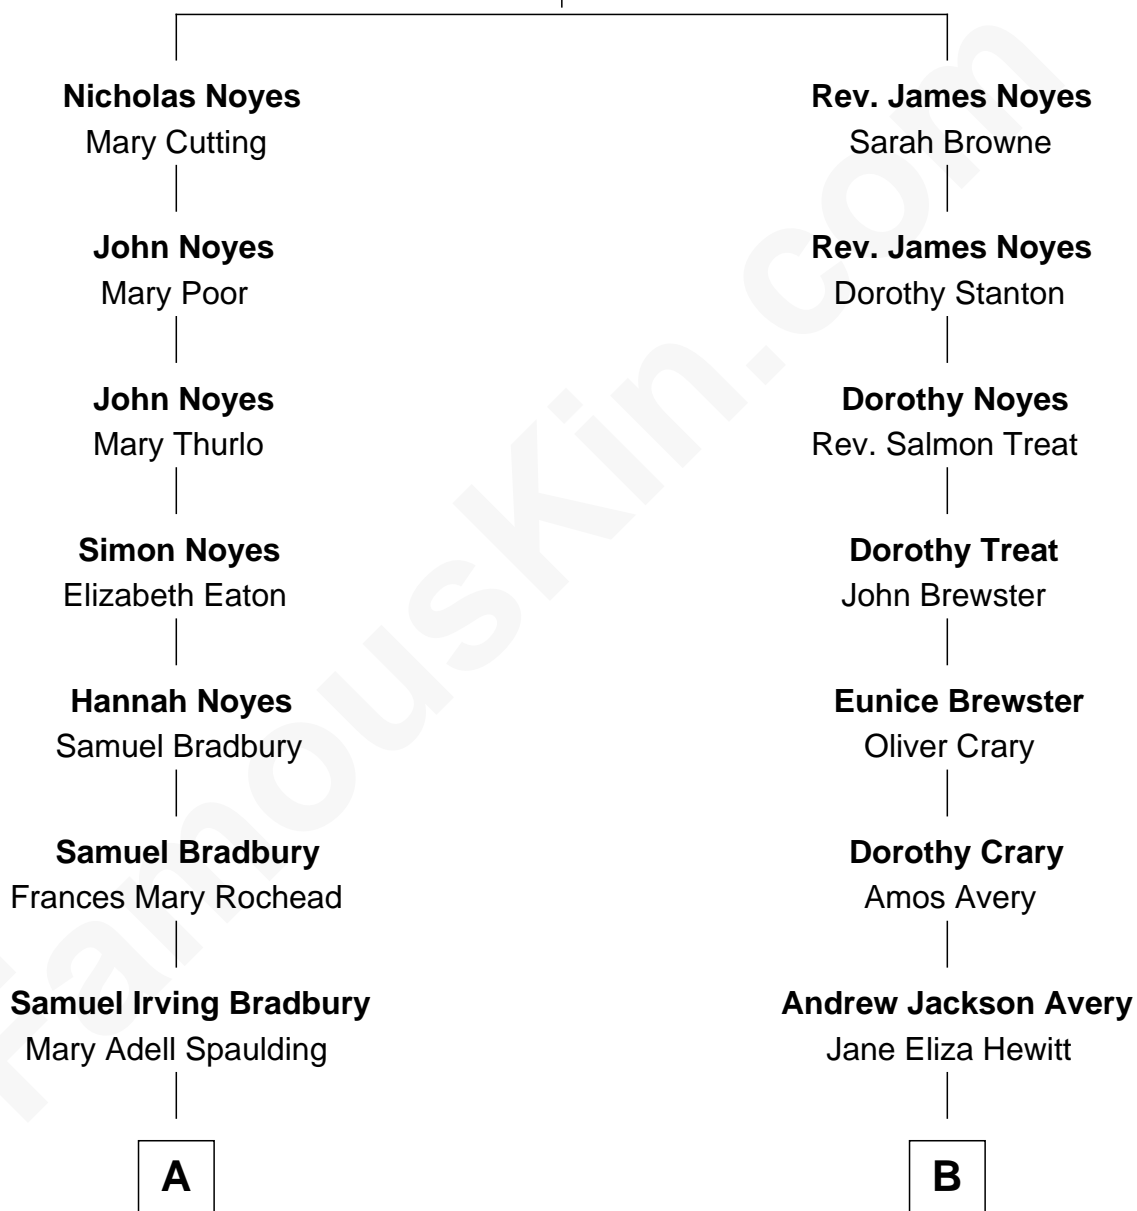 Nicholas Noyes
Mary Cutting
John Noyes
Mary Poor
John Noyes
Mary Thurlo
Simon Noyes
Elizabeth Eaton
Hannah Noyes
Samuel Bradbury
Samuel Bradbury
Frances Mary Rochead
Samuel Irving Bradbury
Mary Adell Spaulding
A
Rev. James Noyes
Sarah Browne
Rev. James Noyes
Dorothy Stanton
Dorothy Noyes
Rev. Salmon Treat
Dorothy Treat
John Brewster
Eunice Brewster
Oliver Crary
Dorothy Crary
Amos Avery
Andrew Jackson Avery
Jane Eliza Hewitt
B
FamousKin.com